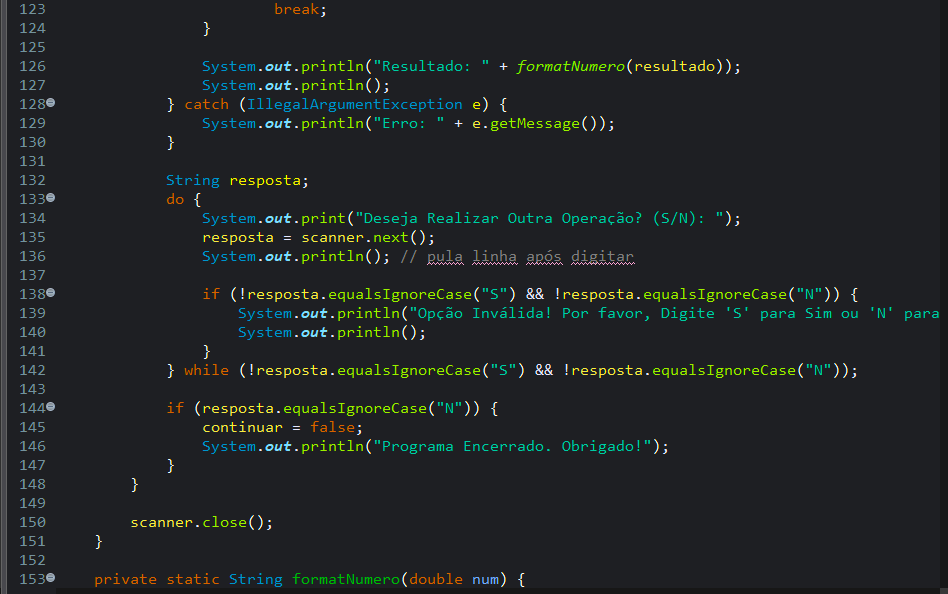 123                         break;
124                 }
125
126                 System.out.println("Resultado: " + formatNumero(resultado));
127                 System.out.println();
128             } catch (IllegalArgumentException e) {
129                 System.out.println("Erro: " + e.getMessage());
130             }
131
132             String resposta;
133             do {
134                 System.out.print("Deseja Realizar Outra Operação? (S/N): ");
135                 resposta = scanner.next();
136                 System.out.println(); // pula linha após digitar
137
138                 if (!resposta.equalsIgnoreCase("S") && !resposta.equalsIgnoreCase("N")) {
139                     System.out.println("Opção Inválida! Por favor, Digite 'S' para Sim ou 'N' para
140                     System.out.println();
141                 }
142             } while (!resposta.equalsIgnoreCase("S") && !resposta.equalsIgnoreCase("N"));
143
144             if (resposta.equalsIgnoreCase("N")) {
145                 continuar = false;
146                 System.out.println("Programa Encerrado. Obrigado!");
147             }
148         }
149
150         scanner.close();
151     }
152
153     private static String formatNumero(double num) {